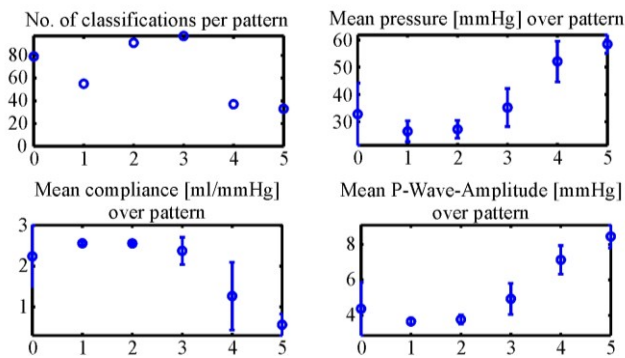 No. of classifications per pattern
80
60
40
20
0
0 1 2 3 4 5
Mean pressure [mmHg] over pattern
60
50
40
30
0 1 2 3 4 5
Mean compliance [ml/mmHg]
over pattern
3
2
1
0 1 2 3 4 5
Mean P-Wave-Amplitude [mmHg]
over pattern
8
6
4
0 1 2 3 4 5